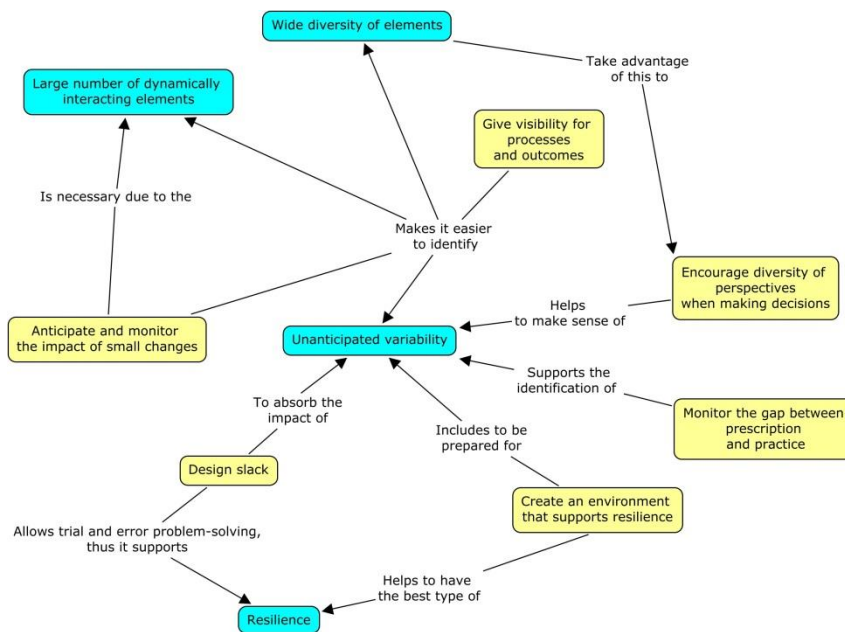 Wide diversity of elements
Take advantage
of this to
Large number of dynamically
interacting elements
Give visibility for
processes
and outcomes
Is necessary due to the
Makes it easier
to identify
Encourage diversity of
perspectives
when making decisions
Helps
to make sense of
Anticipate and monitor
the impact of small changes
Unanticipated variability
Supports the
identification of
To absorb the
impact of
Monitor the gap between
prescription
and practice
Includes to be
prepared for
Design slack
Create an environment
that supports resilience
Allows trial and error problem-solving,
thus it supports
Helps to have
the best type of
Resilience